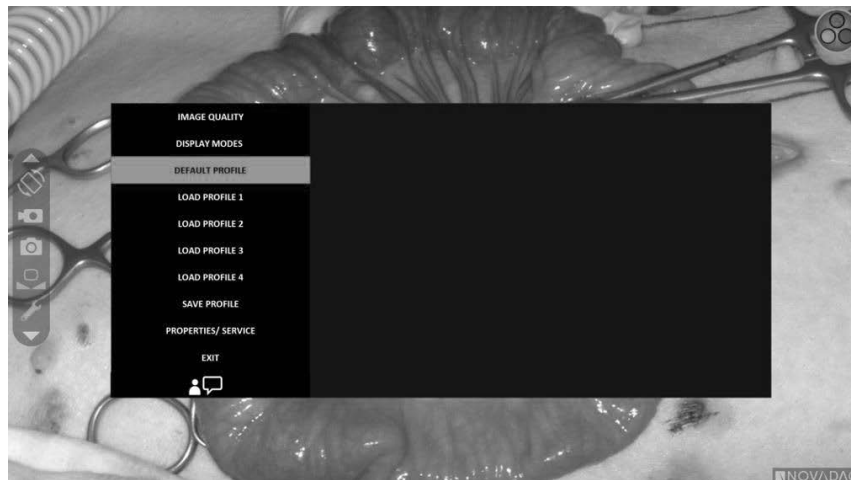 IMAGE QUALITY
DISPLAY MODES
DEFAULT PROFILE
LOAD PROFILE 1
LOAD PROFILE 2
LOAD PROFILE 3
LOAD PROFILE 4
SAVE PROFILE
PROPERTIES/ SERVICE
EXIT
NOVADAQ